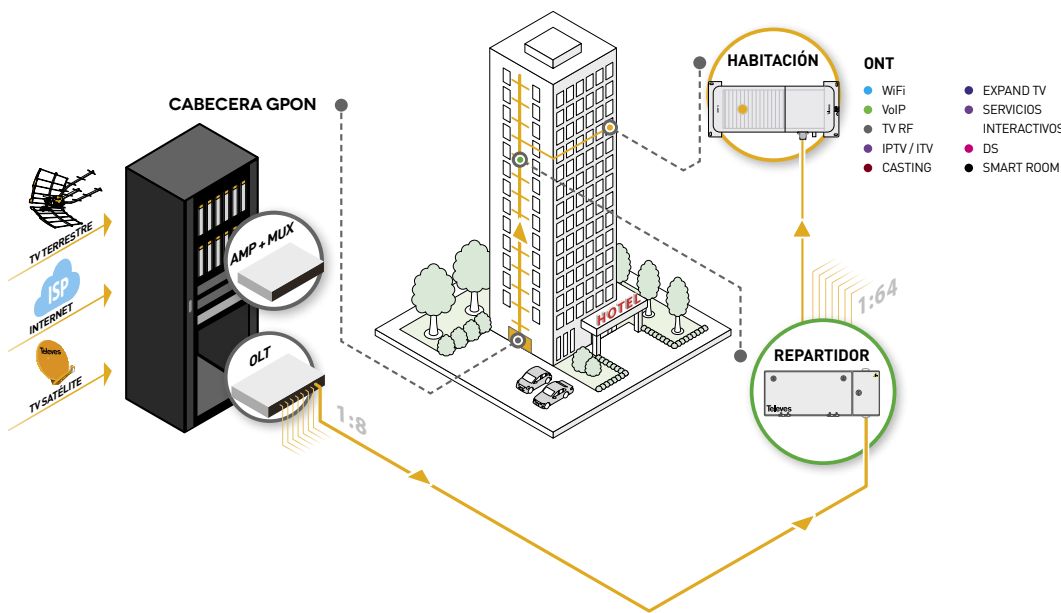 HABITACIÓN
ONT
WiFi
VoIP
TV RF
IPTV / ITV
CASTING
EXPAND TV
SERVICIOS
INTERACTIVOS
DS
SMART ROOM
CABECERA GPON
TV TERRESTRE
AMP + MUX
ISP
INTERNET
HOTEL
1:64
Televes
TV SATÉLITE
OLT
1:8
REPARTIDOR
Televes